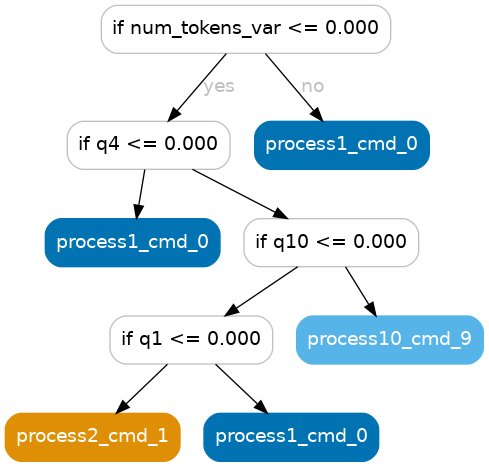 if num_tokens_var <= 0.000
yes
no
if q4 <= 0.000
process1_cmd_0
process1_cmd_0
if q10 <= 0.000
if q1 <= 0.000
process10_cmd_9
process2_cmd_1
process1_cmd_0